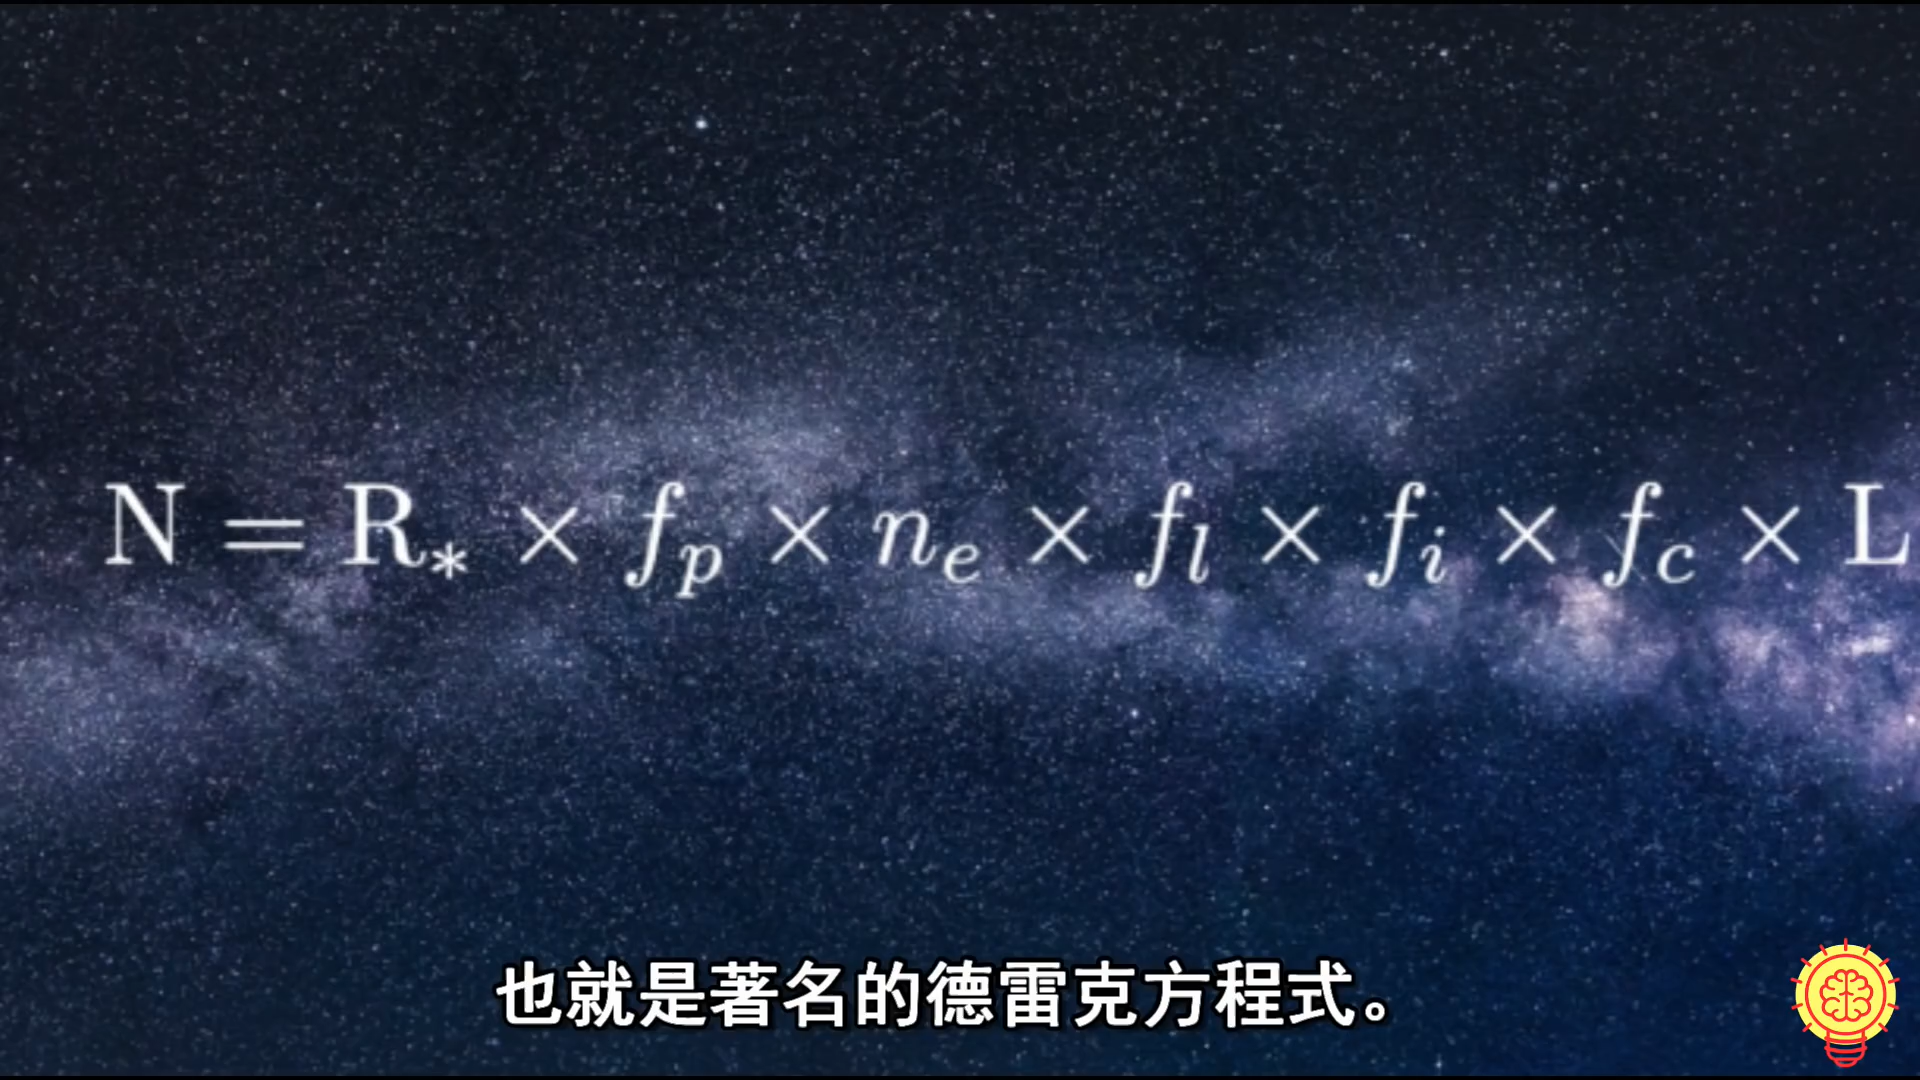 N = R* × fp × ne × fl × fi × fc × L
也就是著名的德雷克方程式。